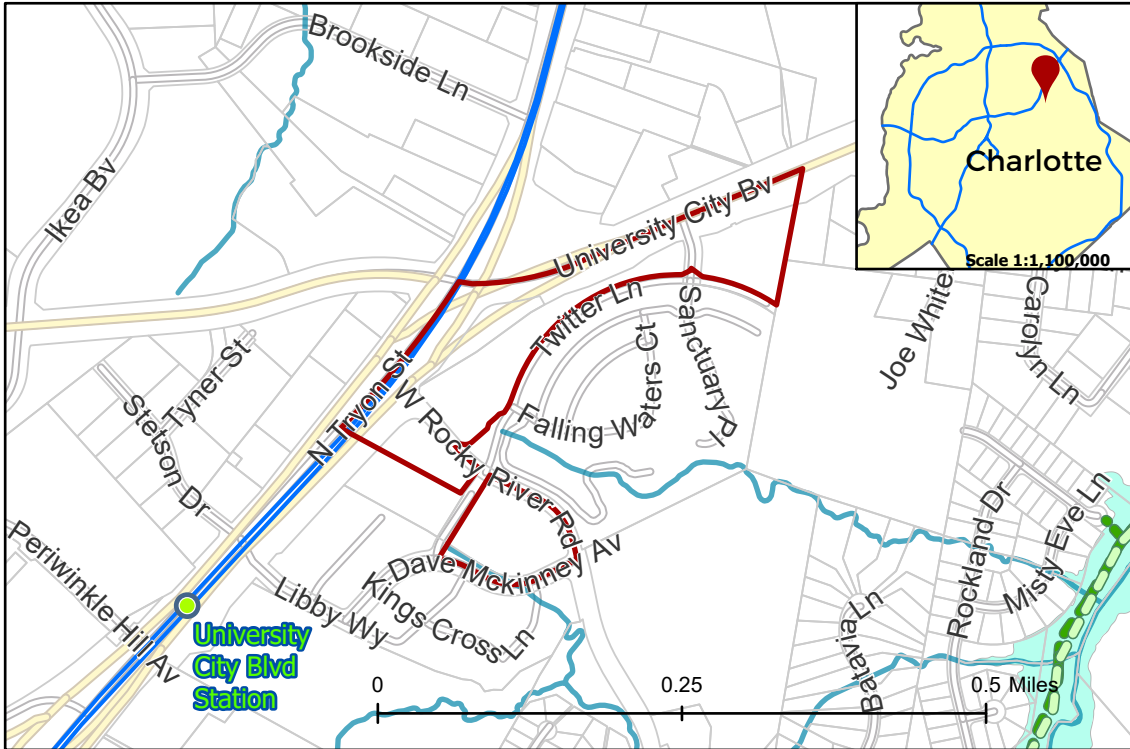 Brookside Ln
Ikea Bv
Charlotte
Scale 1:1,100,000
University City Bv
Twitter Ln
Sanctuary Pl
Joe White
Carolyn Ln
Tyner St
Stetson Dr
N Tryon St
W Rocky River Rd
Falling Waters Ct
Periwinkle Hill Av
Libby Wy
Kings Cross Ln
Dave Mckinney Av
Rockland Dr
Misty Eve Ln
Batavia Ln
University
City Blvd
Station
0 0.25 0.5 Miles